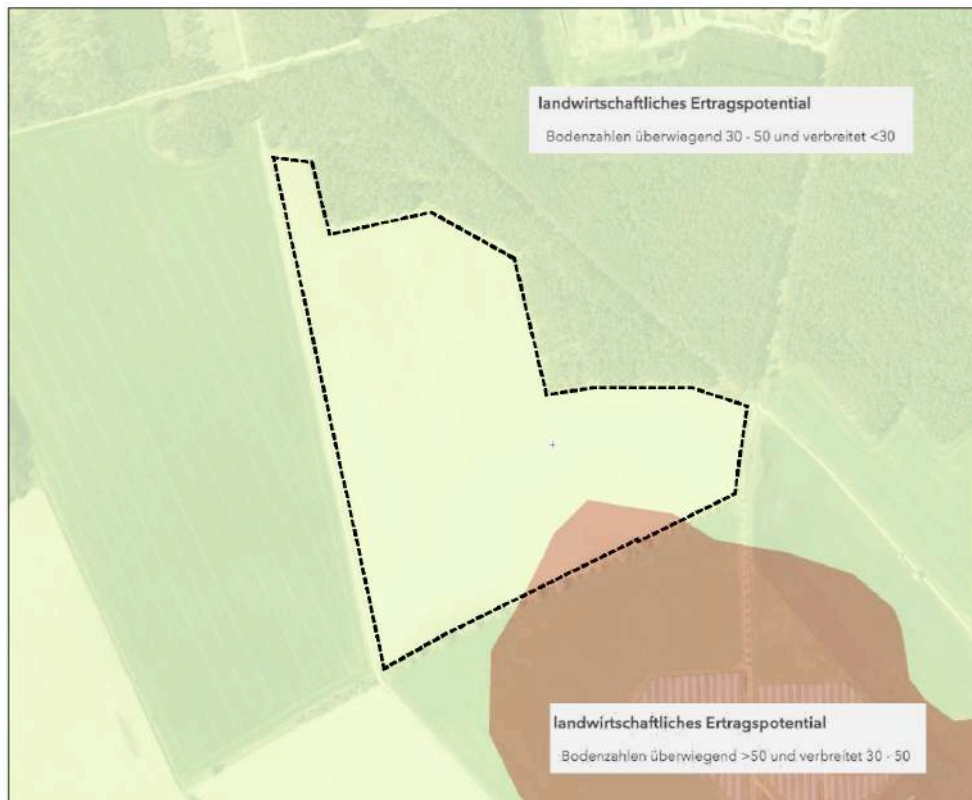 landwirtschaftliches Ertragspotential
Bodenzahlen überwiegend 30 - 50 und verbreitet <30
landwirtschaftliches Ertragspotential
Bodenzahlen überwiegend >50 und verbreitet 30 - 50